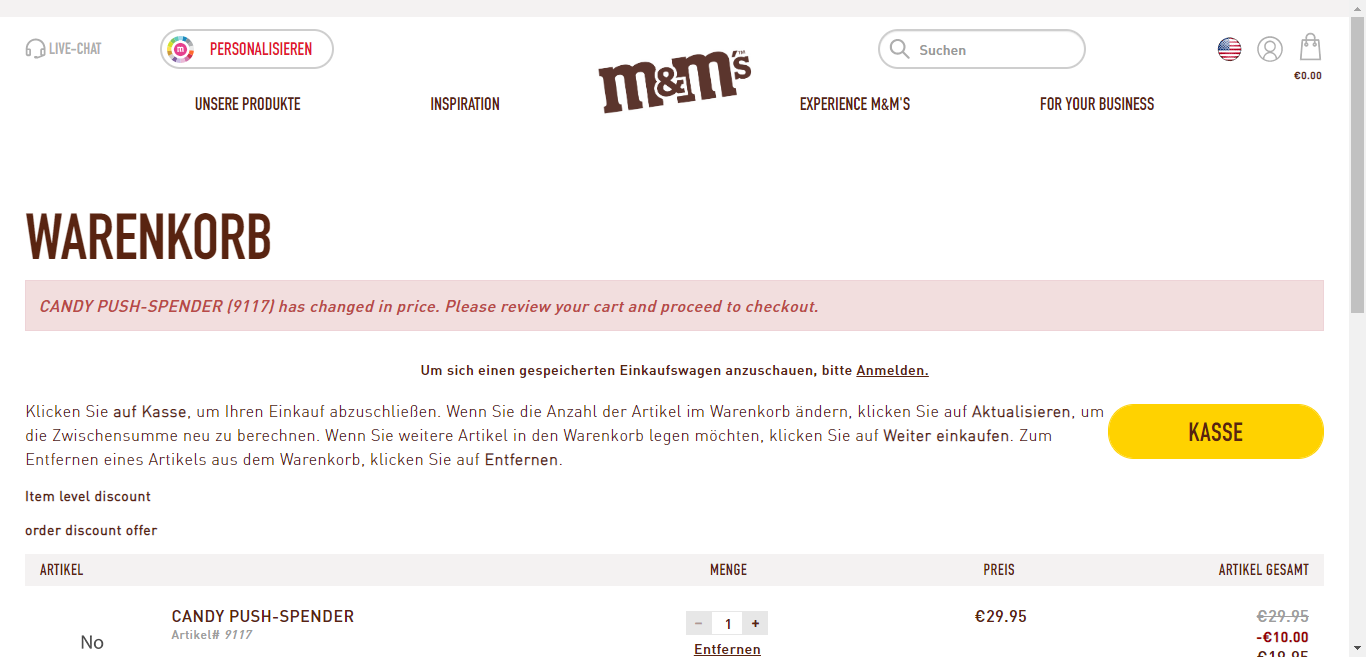 LIVE-CHAT
m
PERSONALISIEREN
m&m's™
Suchen
€0.00
UNSERE PRODUKTE
INSPIRATION
EXPERIENCE M&M'S
FOR YOUR BUSINESS
WARENKORB
CANDY PUSH-SPENDER (9117) has changed in price. Please review your cart and proceed to checkout.
Um sich einen gespeicherten Einkaufswagen anzuschauen, bitte Anmelden.
Klicken Sie auf Kasse, um Ihren Einkauf abzuschließen. Wenn Sie die Anzahl der Artikel im Warenkorb ändern, klicken Sie auf Aktualisieren, um
die Zwischensumme neu zu berechnen. Wenn Sie weitere Artikel in den Warenkorb legen möchten, klicken Sie auf Weiter einkaufen. Zum
Entfernen eines Artikels aus dem Warenkorb, klicken Sie auf Entfernen.
KASSE
Item level discount
order discount offer
ARTIKEL MENGE PREIS ARTIKEL GESAMT
CANDY PUSH-SPENDER − 1 + €29.95 €29.95
Artikel# 9117 -€10.00
No Entfernen €19.95